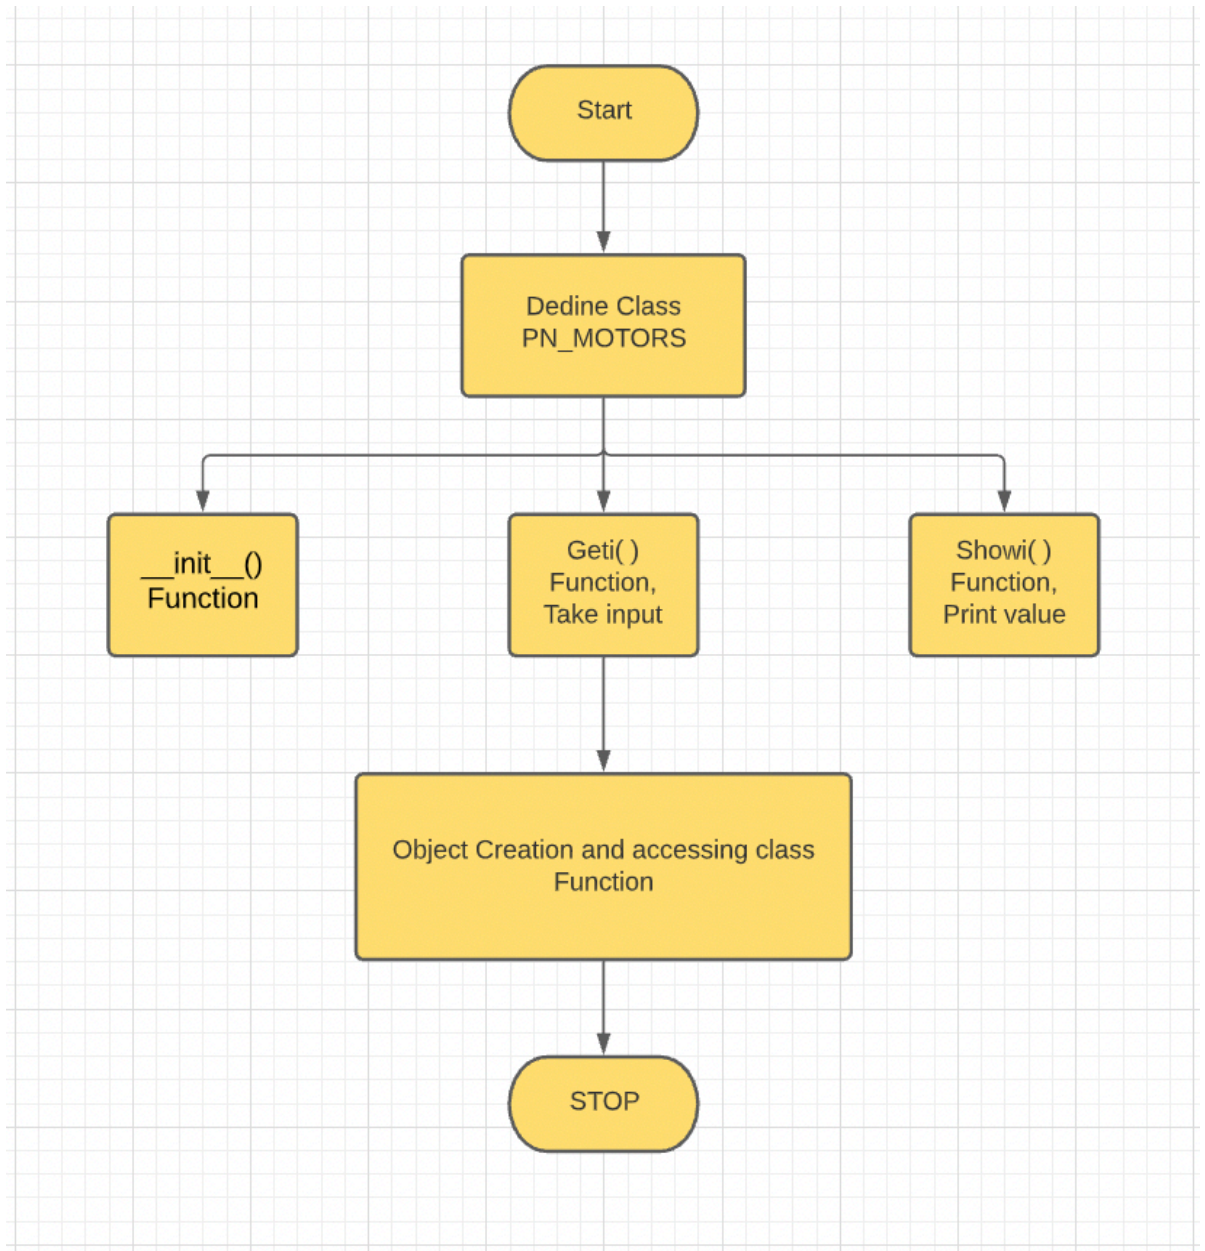 Start
Dedine Class
PN_MOTORS
__init__()
Function
Geti( )
Function,
Take input
Showi( )
Function,
Print value
Object Creation and accessing class
Function
STOP